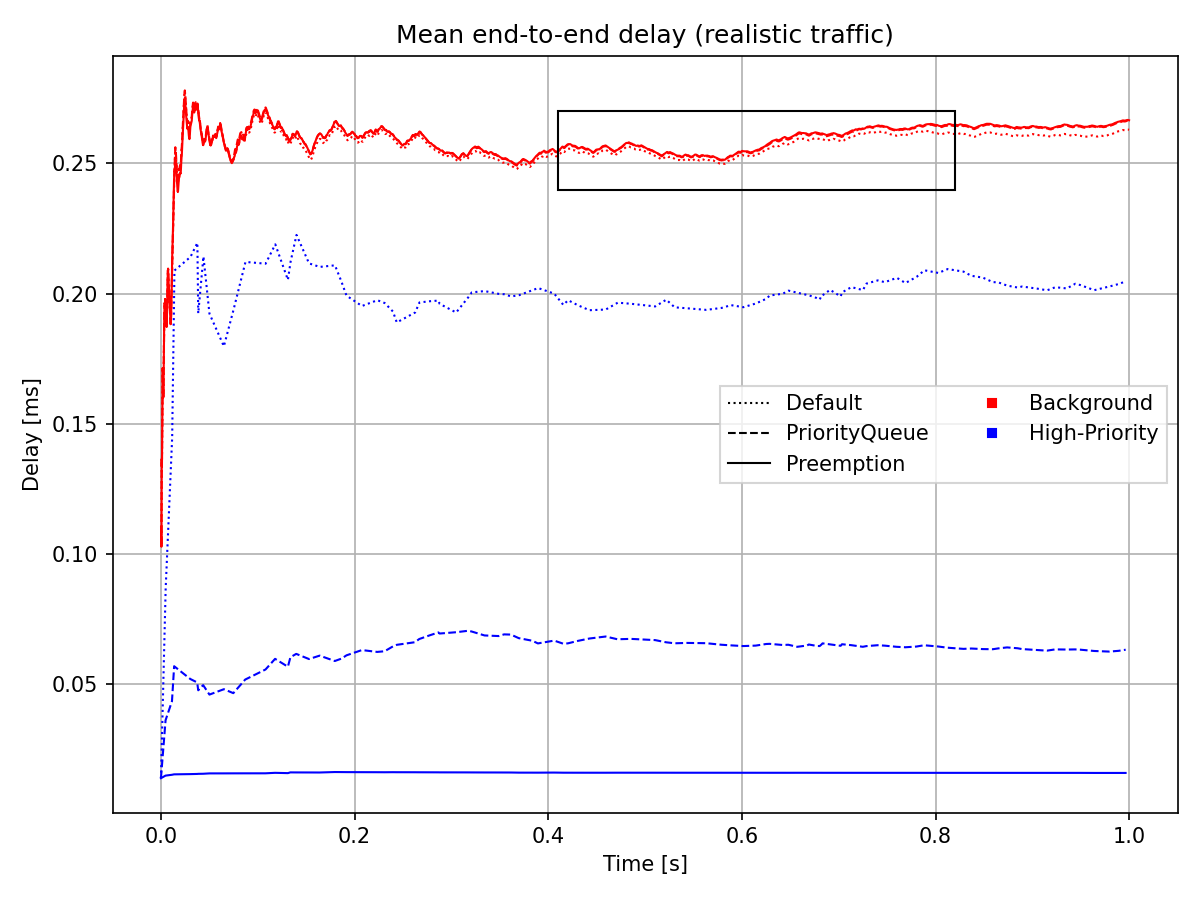 Mean end-to-end delay (realistic traffic)
Delay [ms]
0.25
0.20
0.15
0.10
0.05
Default
PriorityQueue
Preemption
Background
High-Priority
0.0 0.2 0.4 0.6 0.8 1.0
Time [s]